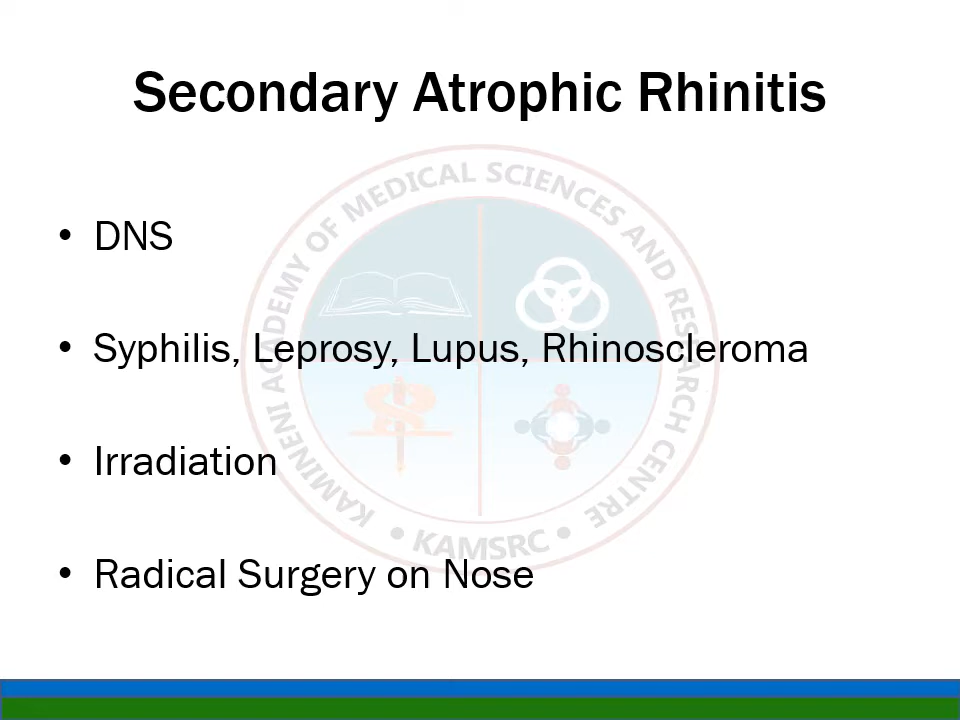 Secondary Atrophic Rhinitis
• DNS
• Syphilis, Leprosy, Lupus, Rhinoscleroma
• Irradiation
• Radical Surgery on Nose
KAMINENI ACADEMY OF MEDICAL SCIENCES AND RESEARCH CENTRE
• KAMSRC •